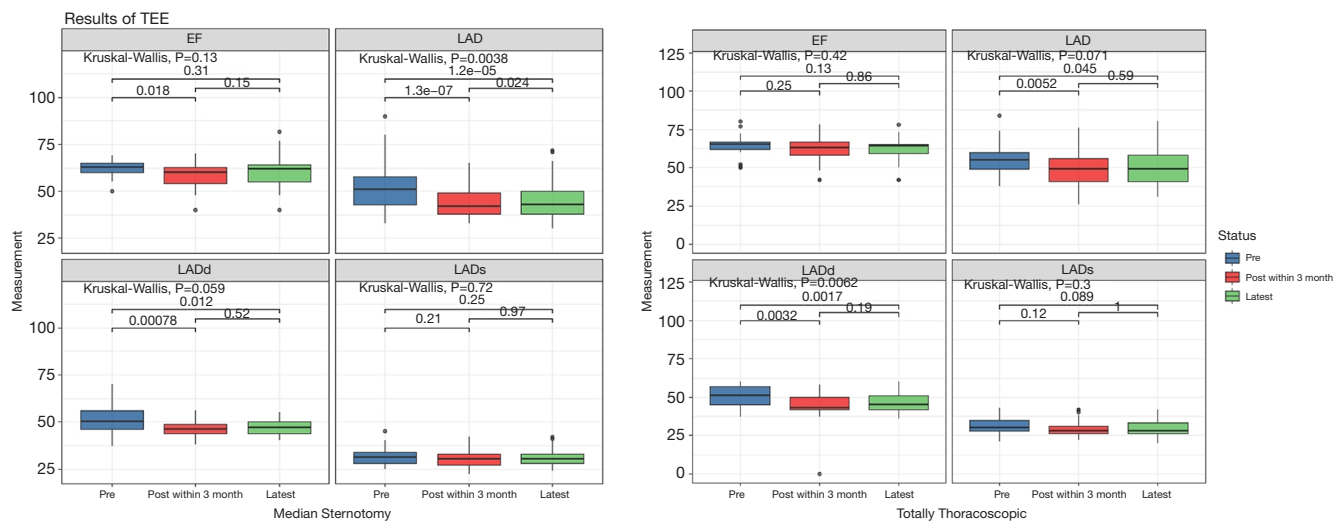 Results of TEE
EF
Kruskal-Wallis, P=0.13
0.31
0.15
0.018
LAD
Kruskal-Wallis, P=0.0038
1.2e-05
0.024
1.3e-07
100
75
50
25
LADd
Kruskal-Wallis, P=0.059
0.012
0.52
0.00078
LADs
Kruskal-Wallis, P=0.72
0.25
0.97
0.21
100
75
50
25
Measurement
Pre
Post within 3 month
Latest
Pre
Post within 3 month
Latest
Median Sternotomy
EF
Kruskal-Wallis, P=0.42
0.13
0.86
0.25
LAD
Kruskal-Wallis, P=0.071
0.045
0.59
0.0052
125
100
75
50
25
0
LADd
Kruskal-Wallis, P=0.0062
0.0017
0.19
0.0032
LADs
Kruskal-Wallis, P=0.3
0.089
1
0.12
125
100
75
50
25
0
Measurement
Pre
Post within 3 month
Latest
Pre
Post within 3 month
Latest
Totally Thoracoscopic
Status
Pre
Post within 3 month
Latest